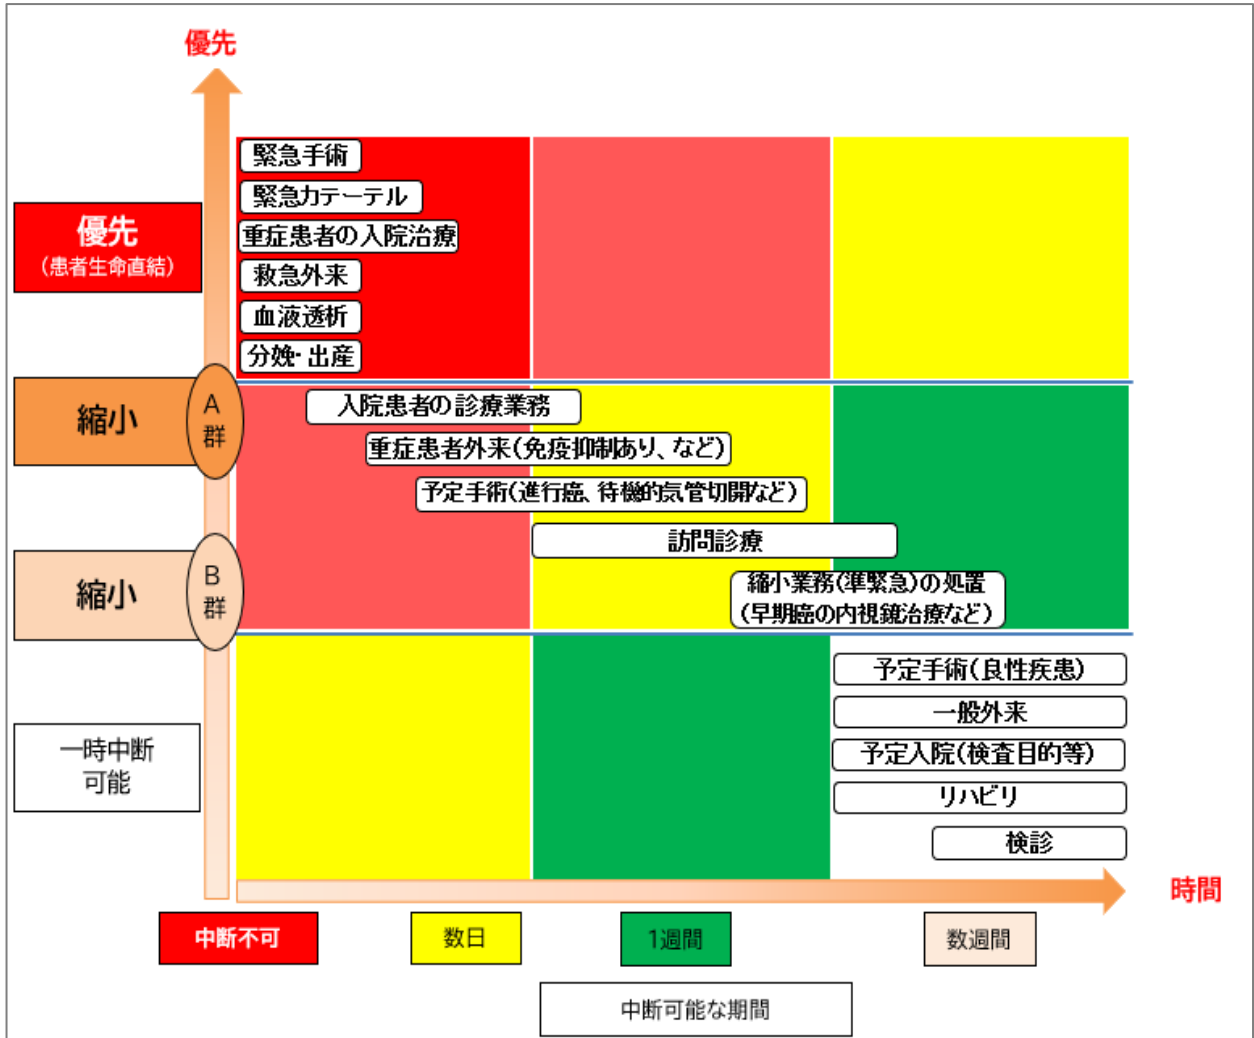 優先
優先
(患者生命直結)
緊急手術
緊急カテーテル
重症患者の入院治療
救急外来
血液透析
分娩・出産
縮小
A
群
入院患者の診療業務
重症患者外来(免疫抑制あり、など)
予定手術(進行癌、待機的気管切開など)
訪問診療
縮小
B
群
縮小業務(準緊急)の処置
(早期癌の内視鏡治療など)
一時中断
可能
予定手術(良性疾患)
一般外来
予定入院(検査目的等)
リハビリ
検診
時間
中断不可
数日
1週間
数週間
中断可能な期間